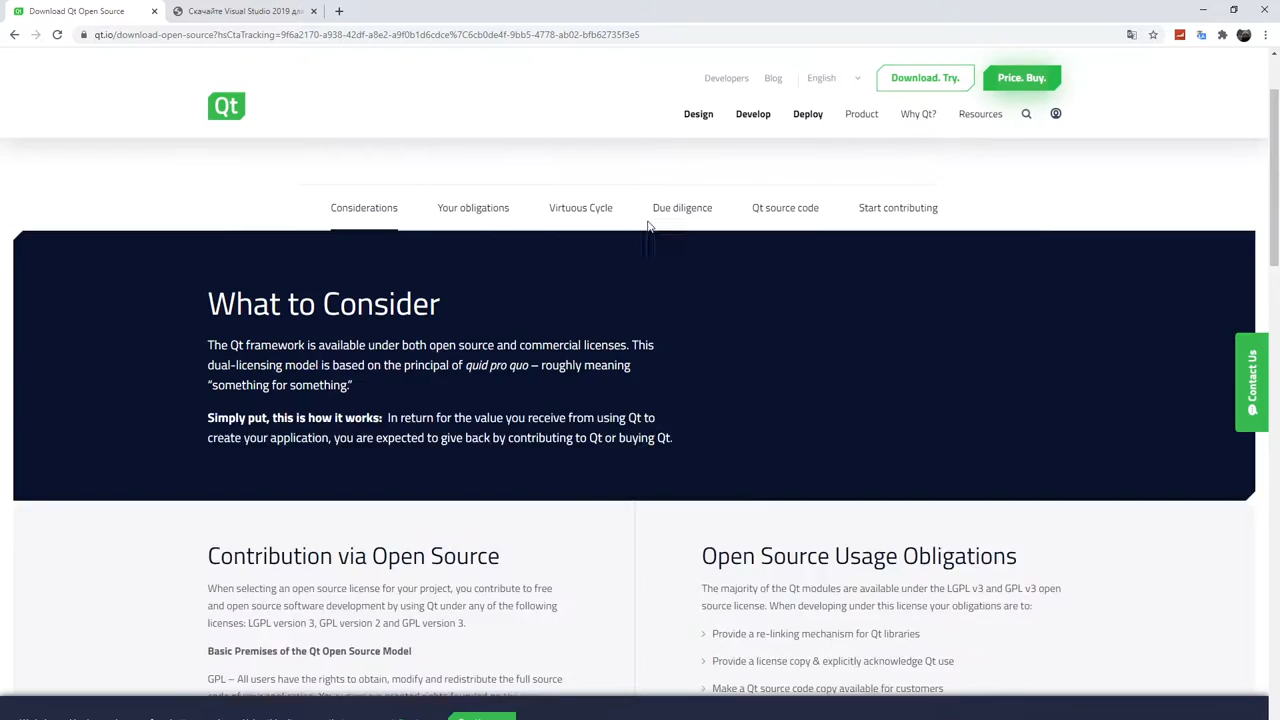 Download Qt Open Source
Скачайте Visual Studio 2019 дл
qt.io/download-open-source?hsCtaTracking=9f6a2170-a938-42df-a8e2-a9f0b1d6cdce%7C6cb0de4f-9bb5-4778-ab02-bfb62735f3e5
Developers
Blog
English
Download. Try.
Price. Buy.
Qt
Design
Develop
Deploy
Product
Why Qt?
Resources
Considerations
Your obligations
Virtuous Cycle
Due diligence
Qt source code
Start contributing
What to Consider
The Qt framework is available under both open source and commercial licenses. This
dual-licensing model is based on the principal of quid pro quo – roughly meaning
“something for something.”
Simply put, this is how it works: In return for the value you receive from using Qt to
create your application, you are expected to give back by contributing to Qt or buying Qt.
Contact Us
Contribution via Open Source
When selecting an open source license for your project, you contribute to free
and open source software development by using Qt under any of the following
licenses: LGPL version 3, GPL version 2 and GPL version 3.
Basic Premises of the Qt Open Source Model
GPL – All users have the rights to obtain, modify and redistribute the full source
Open Source Usage Obligations
The majority of the Qt modules are available under the LGPL v3 and GPL v3 open
source license. When developing under this license your obligations are to:
Provide a re-linking mechanism for Qt libraries
Provide a license copy & explicitly acknowledge Qt use
Make a Qt source code copy available for customers